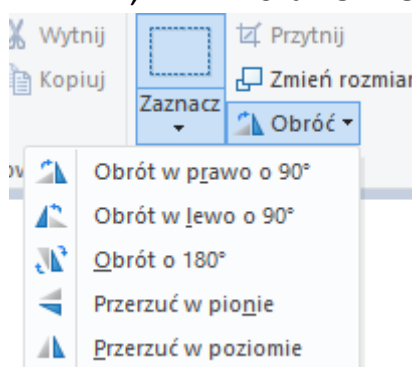 Wytnij
Kopiuj
Zaznacz
Przytnij
Zmień rozmiar
Obróć
Obrót w prawo o 90°
Obrót w lewo o 90°
Obrót o 180°
Przerzuć w pionie
Przerzuć w poziomie